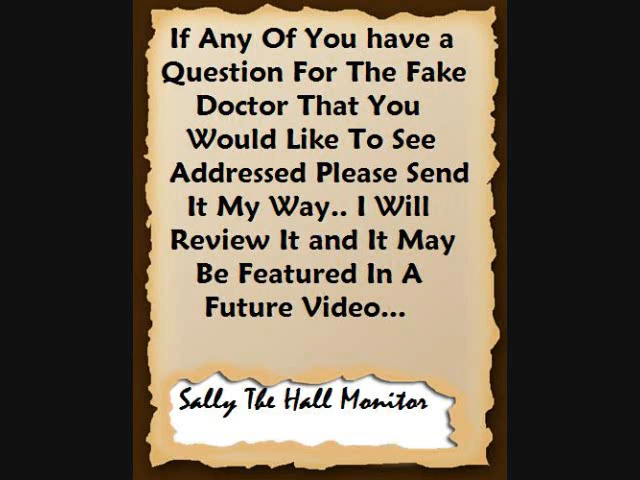 If Any Of You have a
Question For The Fake
Doctor That You
Would Like To See
Addressed Please Send
It My Way.. I Will
Review It and It May
Be Featured In A
Future Video...
Sally The Hall Monitor